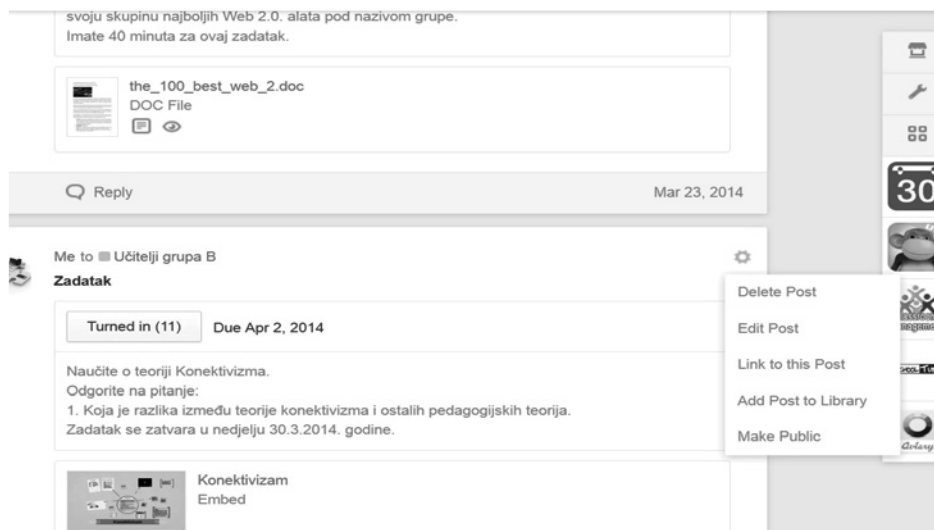 svoju skupinu najboljih Web 2.0. alata pod nazivom grupe.
Imate 40 minuta za ovaj zadatak.
the_100_best_web_2.doc
DOC File
Reply
Mar 23, 2014
Me to Učitelji grupa B
Zadatak
Turned in (11)
Due Apr 2, 2014
Naučite o teoriji Konektivizma.
Odgorite na pitanje:
1. Koja je razlika između teorije konektivizma i ostalih pedagogijskih teorija.
Zadatak se zatvara u nedjelju 30.3.2014. godine.
Konektivizam
Embed
Delete Post
Edit Post
Link to this Post
Add Post to Library
Make Public
30
Aviary